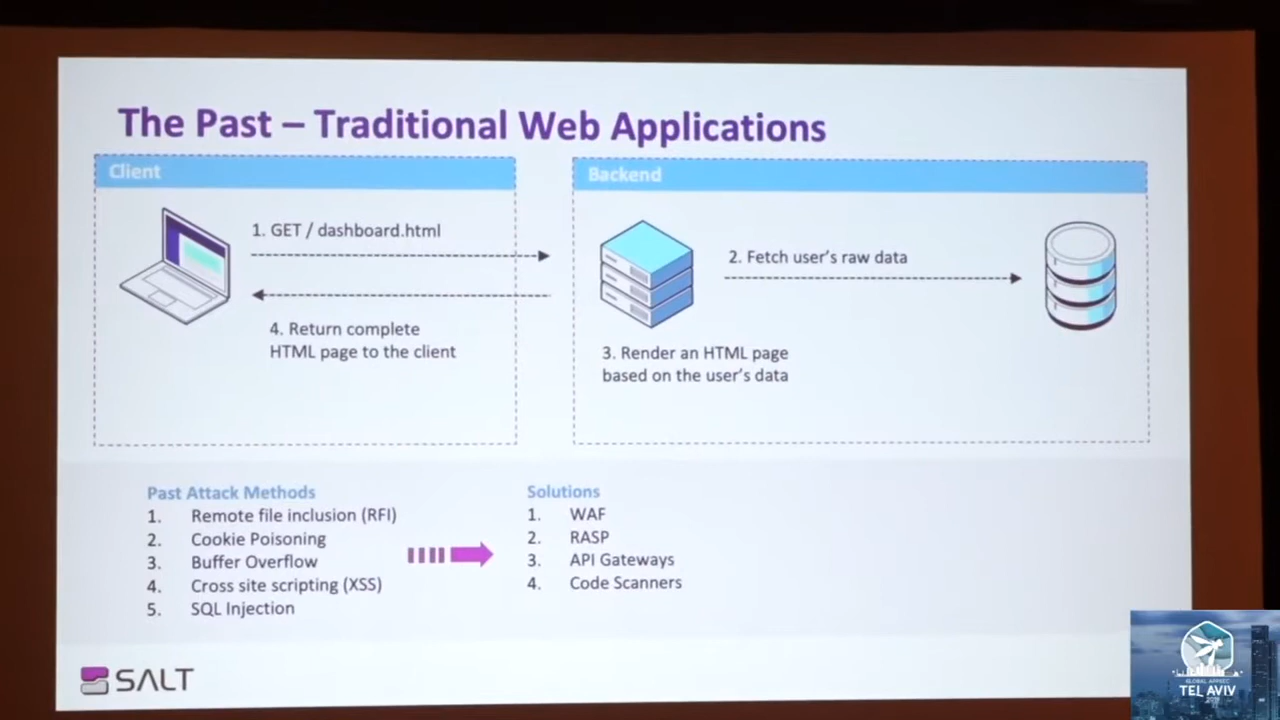 The Past – Traditional Web Applications
Client
Backend
1. GET / dashboard.html
2. Fetch user's raw data
4. Return complete
HTML page to the client
3. Render an HTML page
based on the user's data
Past Attack Methods
1. Remote file inclusion (RFI)
2. Cookie Poisoning
3. Buffer Overflow
4. Cross site scripting (XSS)
5. SQL Injection
Solutions
1. WAF
2. RASP
3. API Gateways
4. Code Scanners
SALT
GLOBAL APPSEC
TEL AVIV
2019